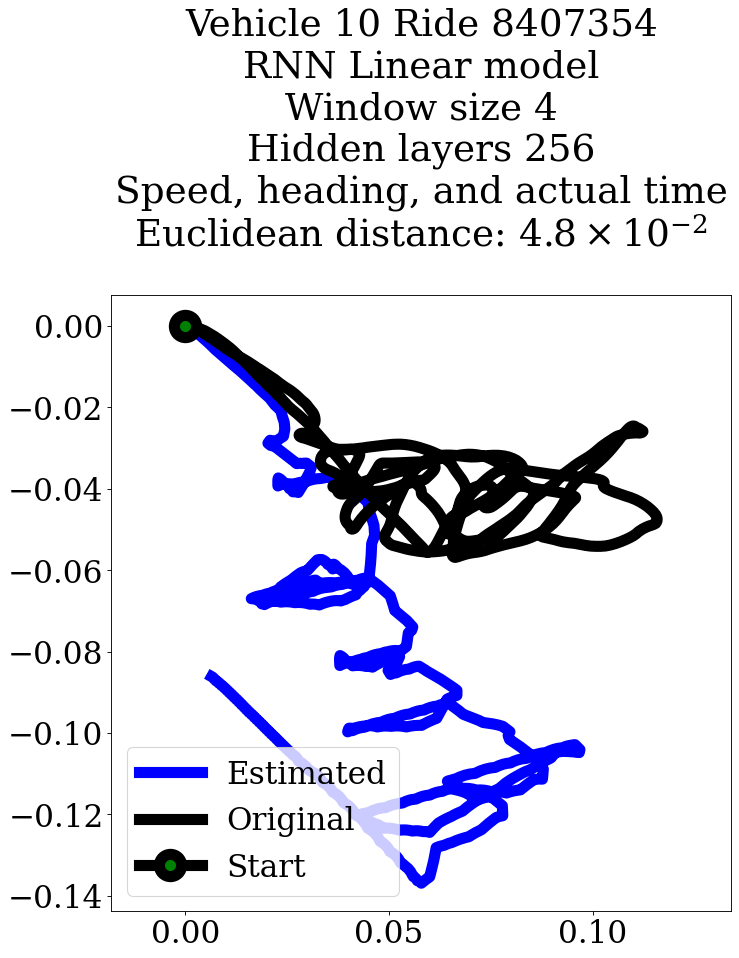 Vehicle 10 Ride 8407354
RNN Linear model
Window size 4
Hidden layers 256
Speed, heading, and actual time
Euclidean distance: 4.8 × 10⁻²
0.00
−0.02
−0.04
−0.06
−0.08
−0.10
−0.12
−0.14
Estimated
Original
Start
0.00 0.05 0.10